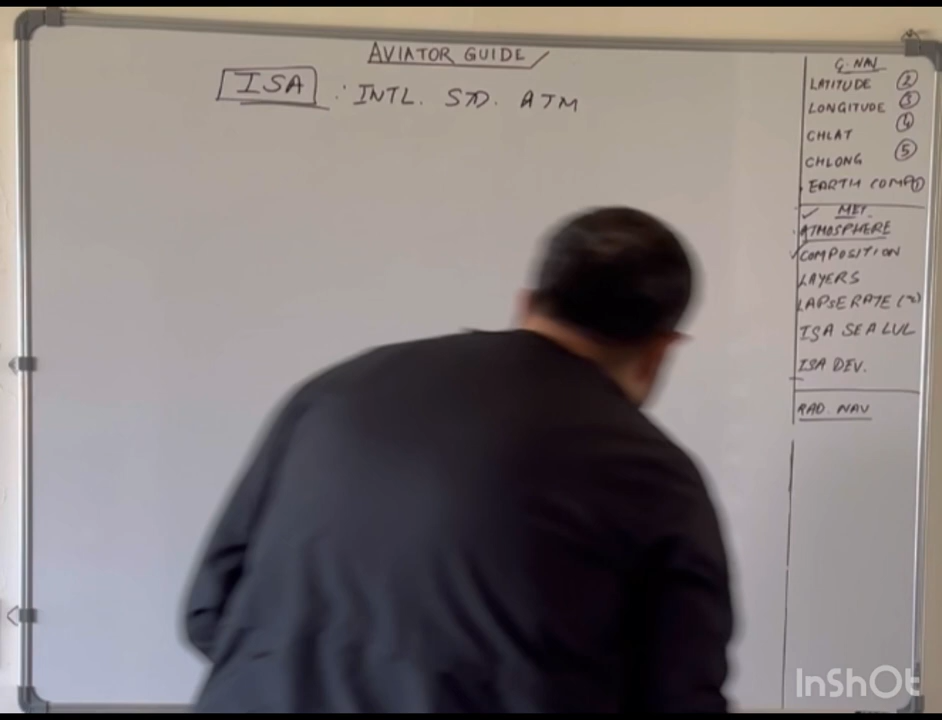 AVIATOR GUIDE
ISA : INTL. STD. ATM
G. NAV
LATITUDE ②
LONGITUDE ③
CHLAT ④
CHLONG ⑤
EARTH COMP
✓ MET.
ATMOSPHERE
✓ COMPOSITION
LAYERS
LAPSE RATE (~)
ISA SEA LVL
ISA DEV.
RAD. NAV
InShOt